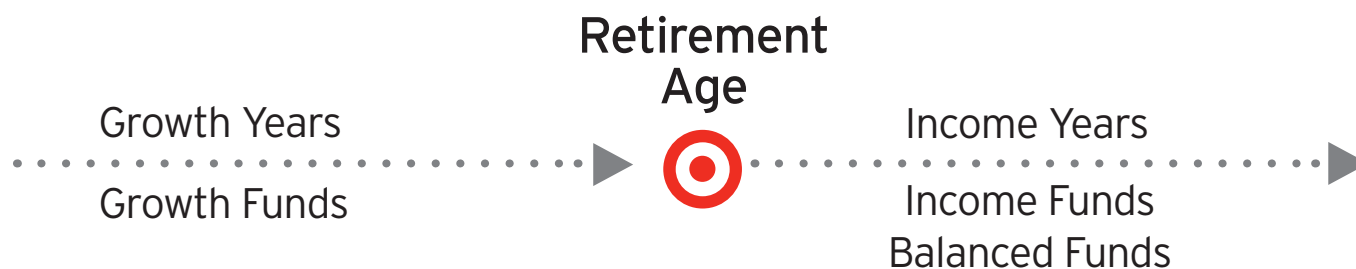 Retirement
Age
Growth Years
Growth Funds
Income Years
Income Funds
Balanced Funds